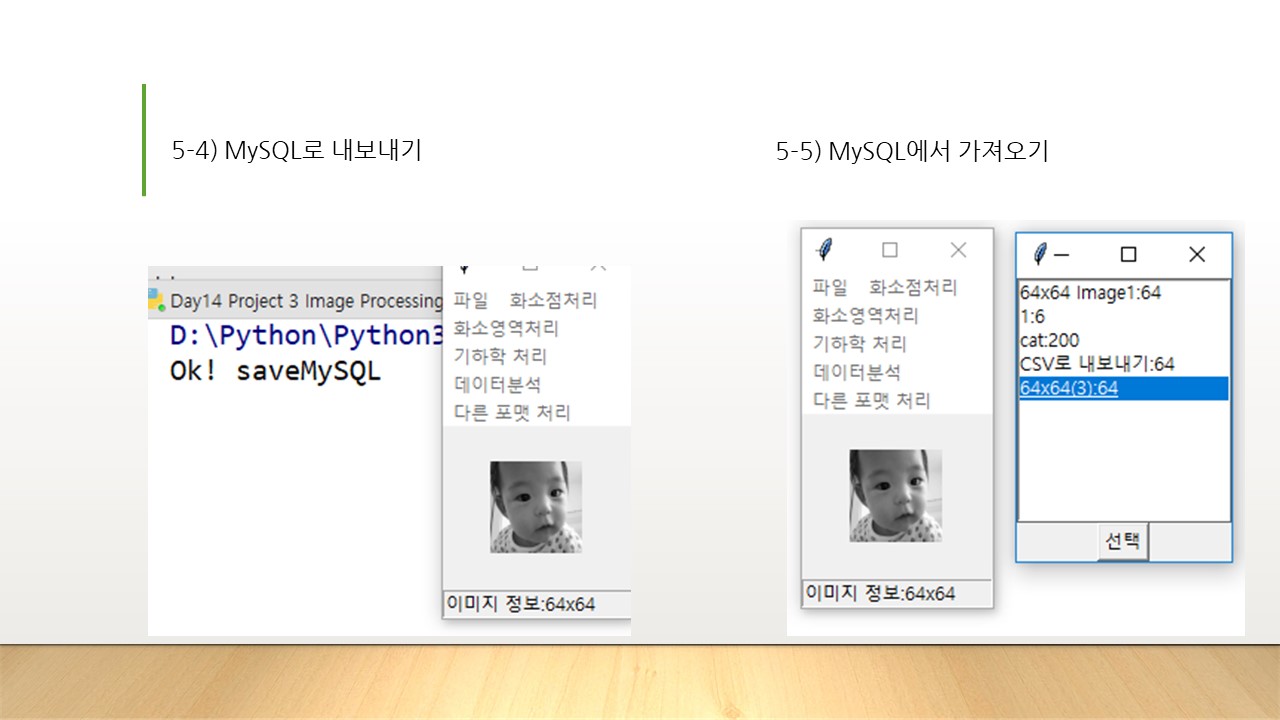 5-4) MySQL로 내보내기
5-5) MySQL에서 가져오기
Day14 Project 3 Image Processing
D:\Python\Python3
Ok! saveMySQL
파일 화소점처리
화소영역처리
기하학 처리
데이터분석
다른 포맷 처리
이미지 정보:64x64
파일 화소점처리
화소영역처리
기하학 처리
데이터분석
다른 포맷 처리
이미지 정보:64x64
64x64 Image1:64
1:6
cat:200
CSV로 내보내기:64
64x64(3):64
선택